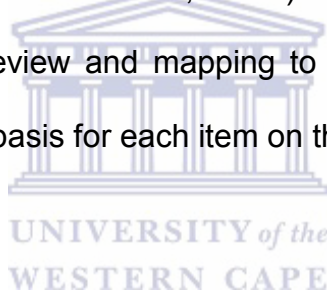 eview and mapping to
basis for each item on th
UNIVERSITY of the
WESTERN CAPE